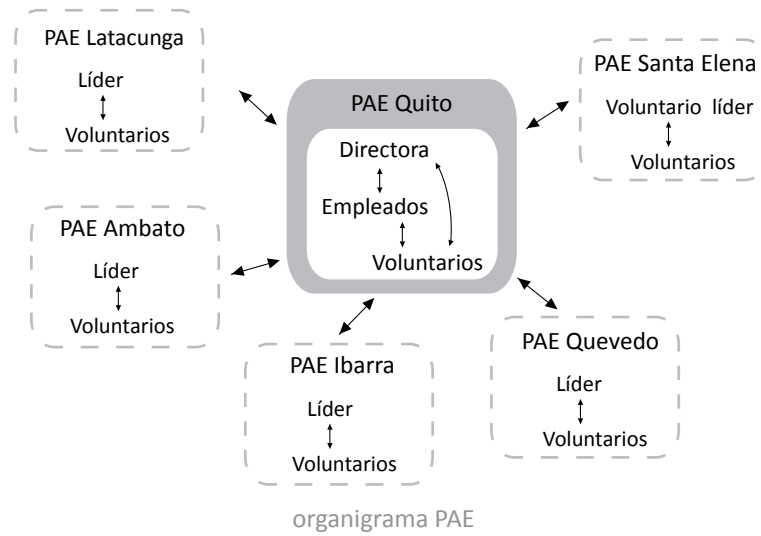 PAE Latacunga
Líder
Voluntarios
PAE Quito
Directora
Empleados
Voluntarios
PAE Santa Elena
Voluntario líder
Voluntarios
PAE Ambato
Líder
Voluntarios
PAE Ibarra
Líder
Voluntarios
PAE Quevedo
Líder
Voluntarios
organigrama PAE